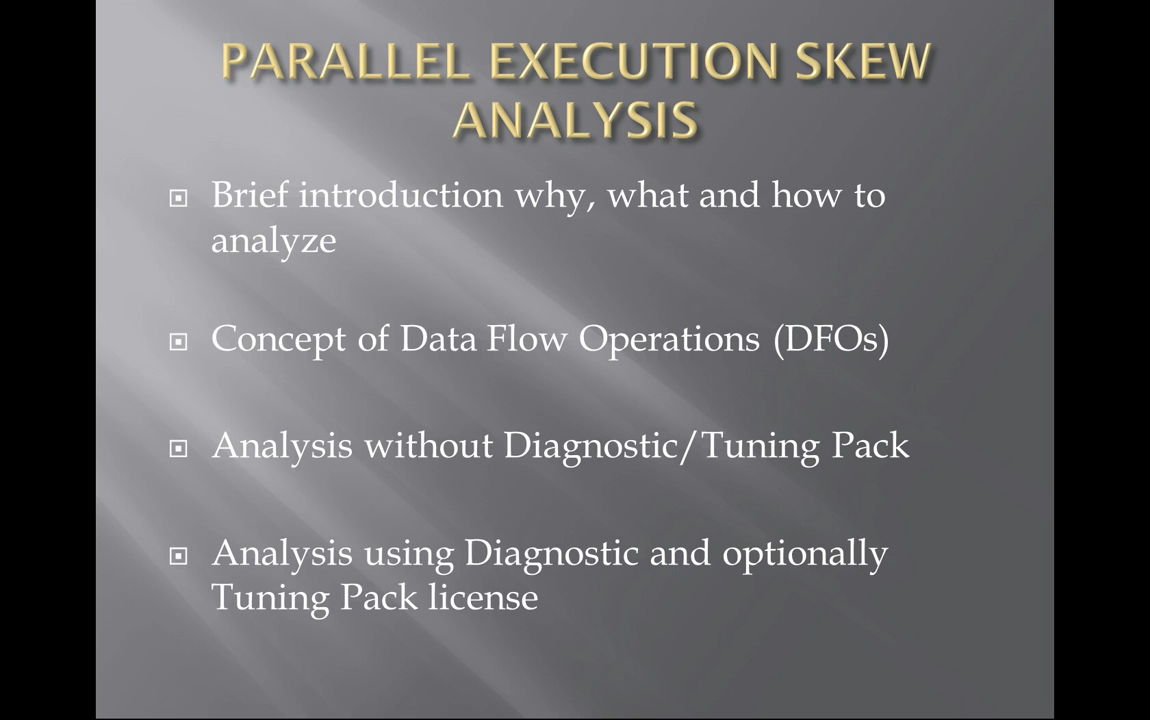 PARALLEL EXECUTION SKEW
ANALYSIS
Brief introduction why, what and how to
analyze
Concept of Data Flow Operations (DFOs)
Analysis without Diagnostic/Tuning Pack
Analysis using Diagnostic and optionally
Tuning Pack license